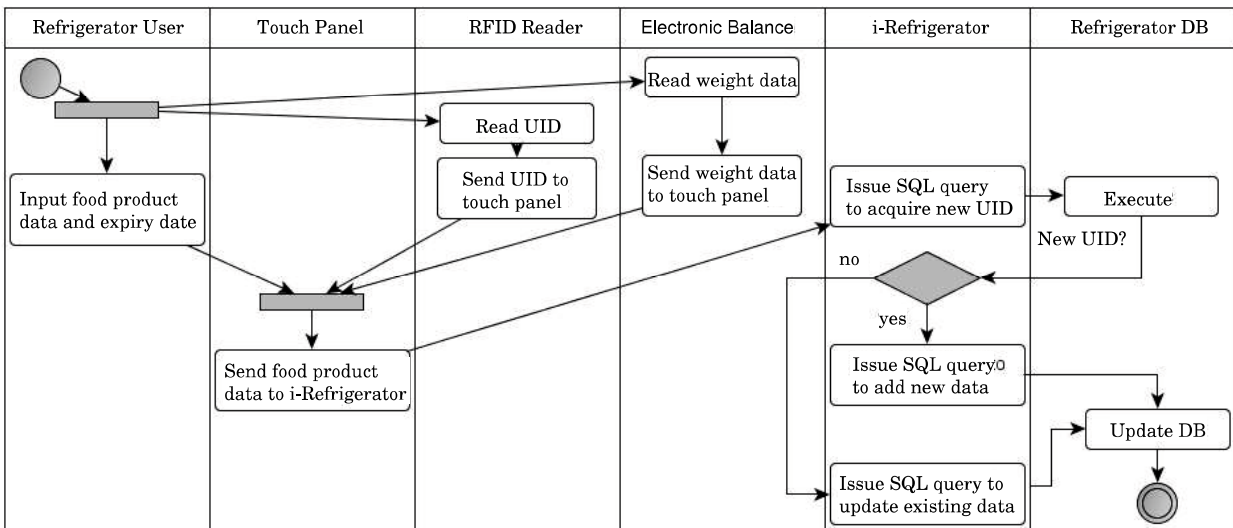 Refrigerator User
Touch Panel
RFID Reader
Electronic Balance
i-Refrigerator
Refrigerator DB
Read weight data
Read UID
Input food product
data and expiry date
Send UID to
touch panel
Send weight data
to touch panel
Issue SQL query
to acquire new UID
Execute
New UID?
no
yes
Send food product
data to i-Refrigerator
Issue SQL query
to add new data
Update DB
Issue SQL query to
update existing data